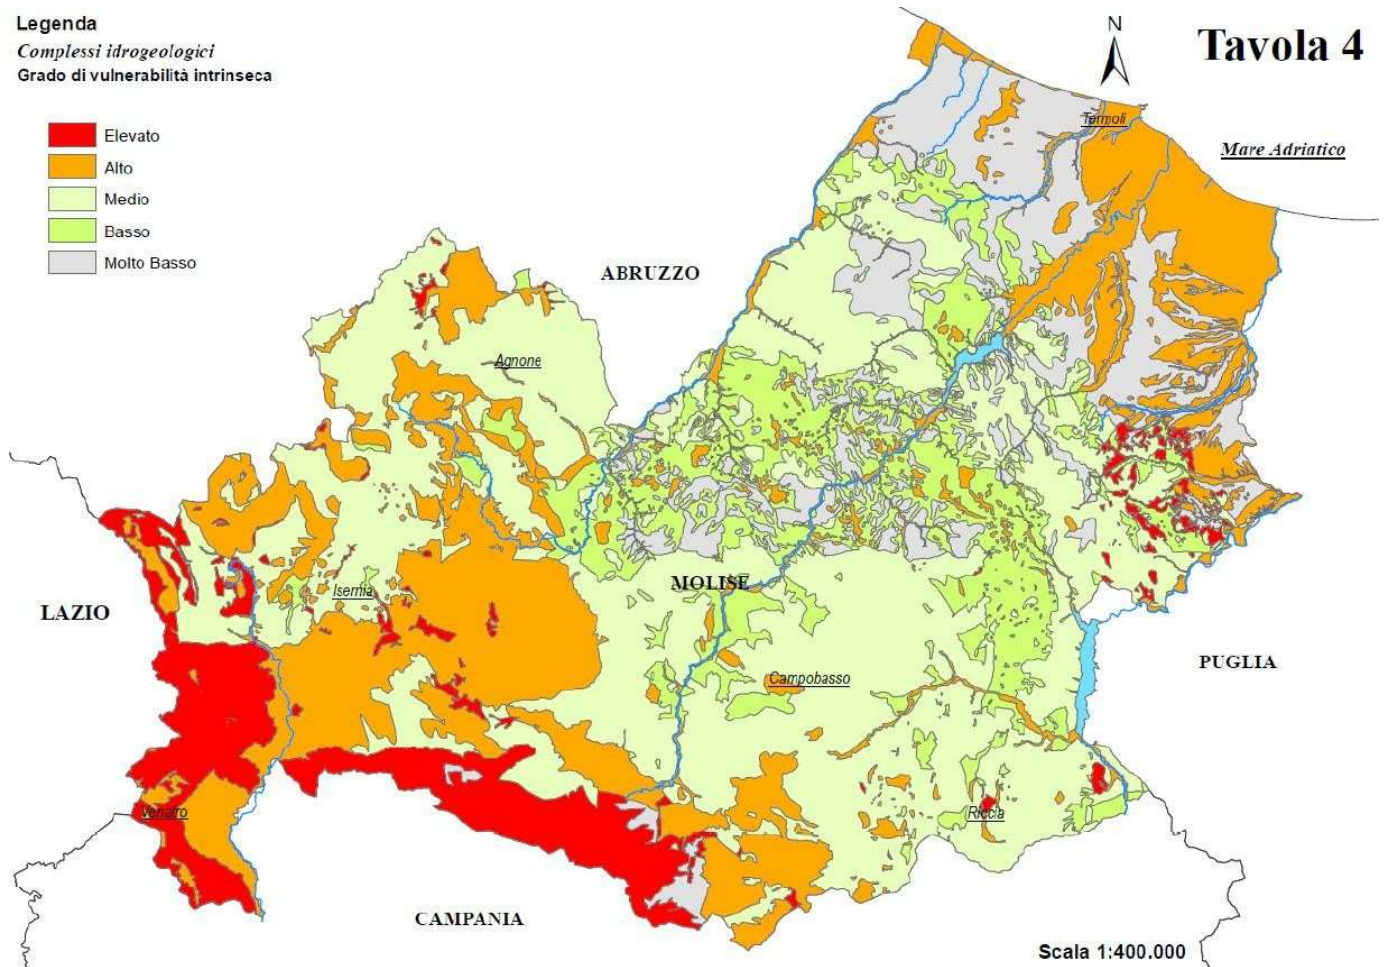 Legenda
Complessi idrogeologici
Grado di vulnerabilità intrinseca
Elevato
Alto
Medio
Basso
Molto Basso
N
Tavola 4
Termoli
Mare Adriatico
ABRUZZO
Agnone
MOLISE
Isernia
LAZIO
PUGLIA
Campobasso
Venafro
Riccia
CAMPANIA
Scala 1:400.000